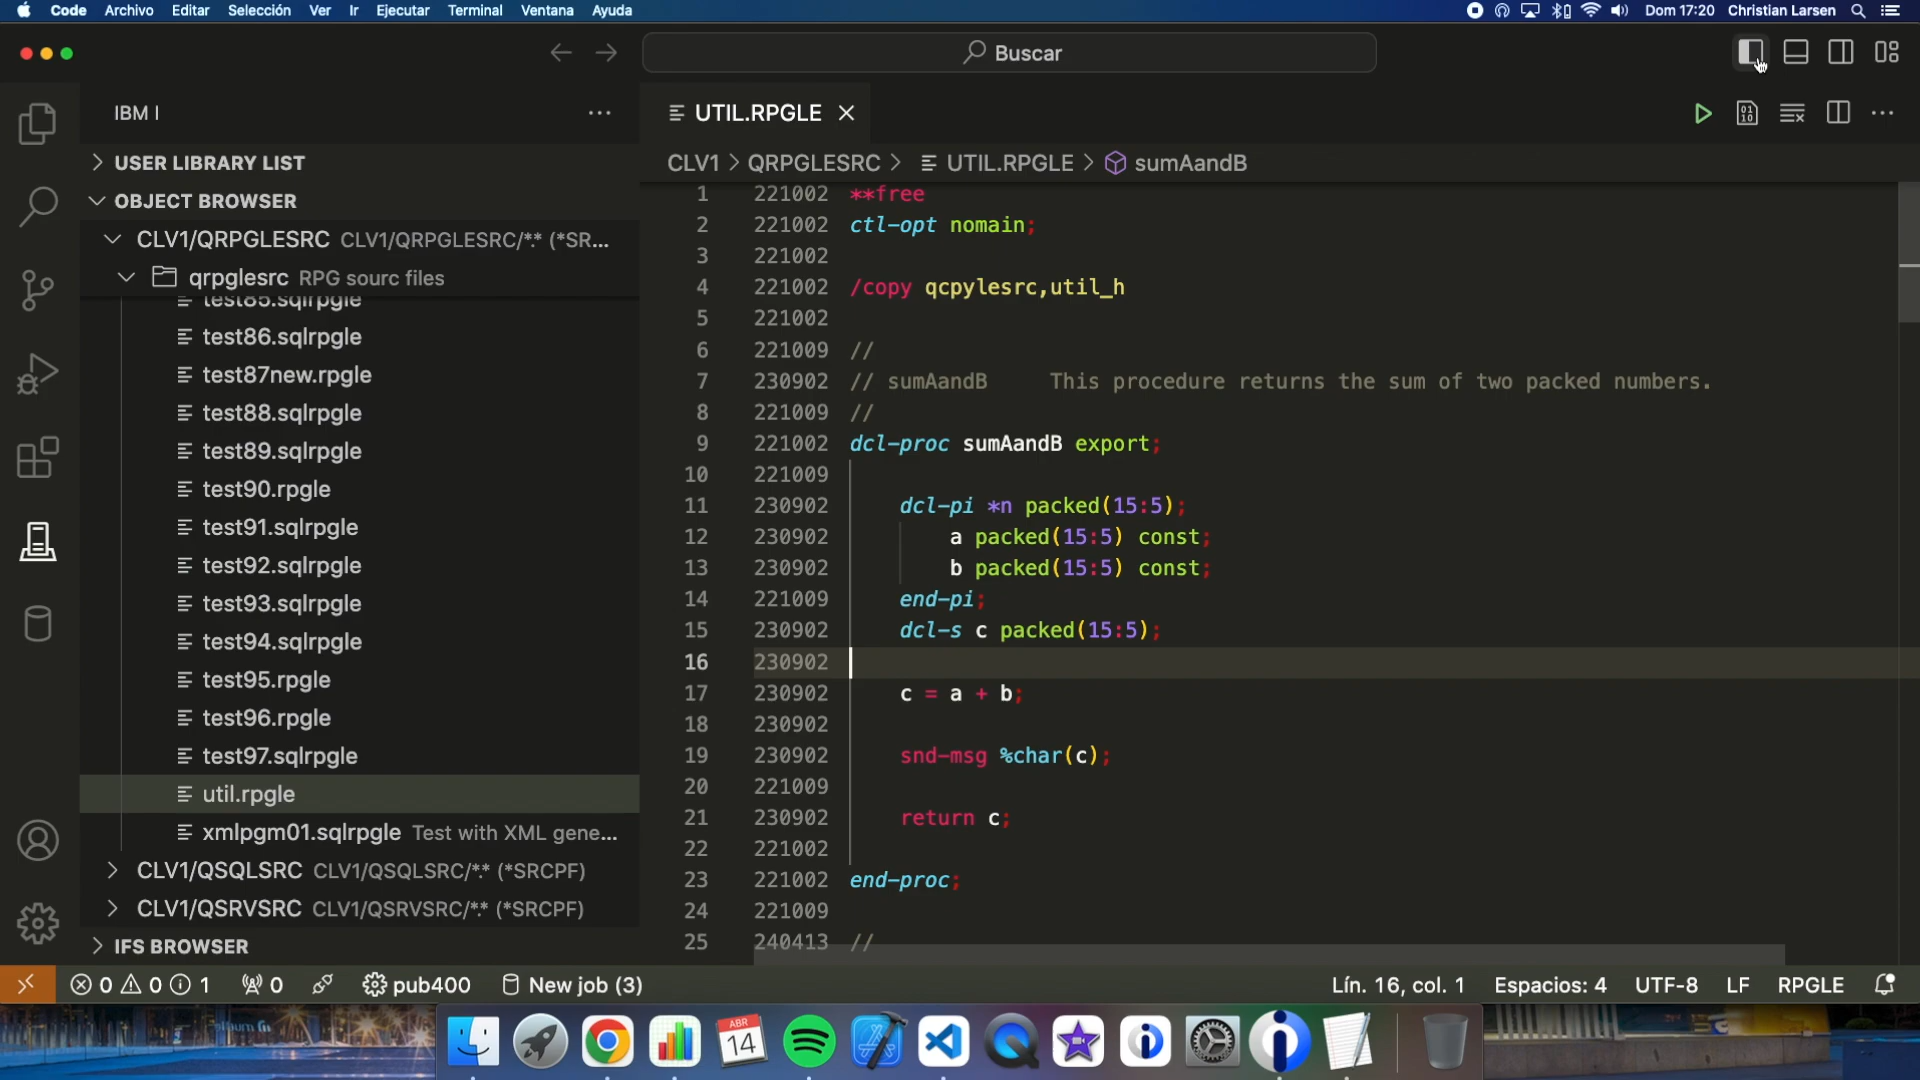 Code Archivo Editar Selección Ver Ir Ejecutar Terminal Ventana Ayuda Dom 17:20 Christian Larsen
Buscar
IBM I
UTIL.RPGLE
USER LIBRARY LIST
CLV1 > QRPGLESRC > UTIL.RPGLE > sumAandB
OBJECT BROWSER
CLV1/QRPGLESRC CLV1/QRPGLESRC/*.* (*SR...
qrpglesrc RPG sourc files
test85.sqlrpgle
test86.sqlrpgle
test87new.rpgle
test88.sqlrpgle
test89.sqlrpgle
test90.rpgle
test91.sqlrpgle
test92.sqlrpgle
test93.sqlrpgle
test94.sqlrpgle
test95.rpgle
test96.rpgle
test97.sqlrpgle
util.rpgle
xmlpgm01.sqlrpgle Test with XML gene...
CLV1/QSQLSRC CLV1/QSQLSRC/*.* (*SRCPF)
CLV1/QSRVSRC CLV1/QSRVSRC/*.* (*SRCPF)
IFS BROWSER
1 221002 **free
2 221002 ctl-opt nomain;
3 221002
4 221002 /copy qcpylesrc,util_h
5 221002
6 221009 //
7 230902 // sumAandB This procedure returns the sum of two packed numbers.
8 221009 //
9 221002 dcl-proc sumAandB export;
10 221009
11 230902 dcl-pi *n packed(15:5);
12 230902 a packed(15:5) const;
13 230902 b packed(15:5) const;
14 221009 end-pi;
15 230902 dcl-s c packed(15:5);
16 230902
17 230902 c = a + b;
18 230902
19 230902 snd-msg %char(c);
20 221009
21 230902 return c;
22 221002
23 221002 end-proc;
24 221009
25 240413 //
0 0 1 0 pub400 New job (3) Lín. 16, col. 1 Espacios: 4 UTF-8 LF RPGLE
ABR
14